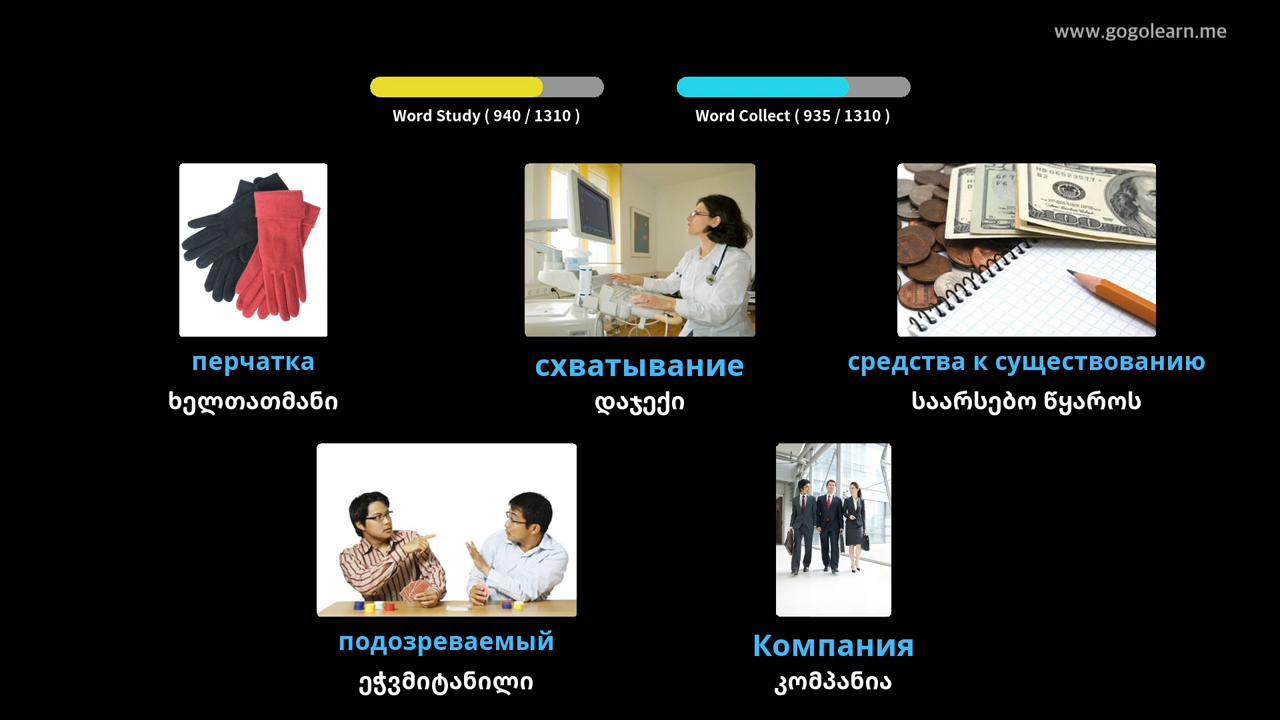 www.gogolearn.me
Word Study ( 940 / 1310 )
Word Collect ( 935 / 1310 )
перчатка
схватывание
средства к существованию
ხელთათმანი
დაჯექი
საარსებო წყაროს
подозреваемый
Компания
ეჭვმიტანილი
კომპანია